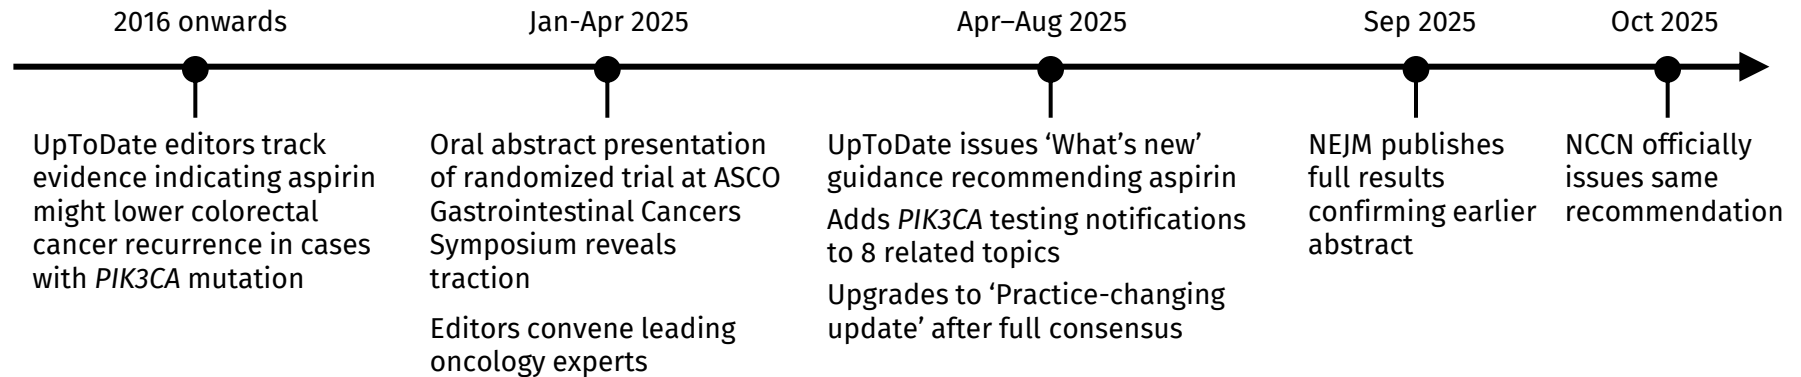 2016 onwards
Jan-Apr 2025
Apr–Aug 2025
Sep 2025
Oct 2025
UpToDate editors track
evidence indicating aspirin
might lower colorectal
cancer recurrence in cases
with PIK3CA mutation
Oral abstract presentation
of randomized trial at ASCO
Gastrointestinal Cancers
Symposium reveals
traction
Editors convene leading
oncology experts
UpToDate issues ‘What’s new’
guidance recommending aspirin
Adds PIK3CA testing notifications
to 8 related topics
Upgrades to ‘Practice-changing
update’ after full consensus
NEJM publishes
full results
confirming earlier
abstract
NCCN officially
issues same
recommendation